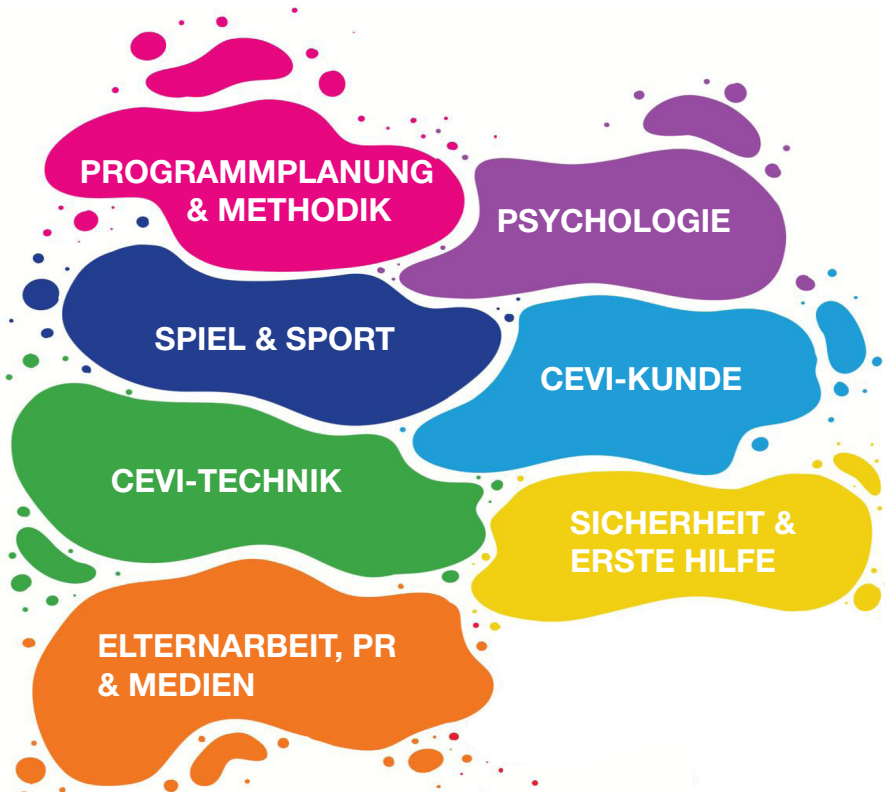 PROGRAMMPLANUNG
& METHODIK
PSYCHOLOGIE
SPIEL & SPORT
CEVI-KUNDE
CEVI-TECHNIK
SICHERHEIT &
ERSTE HILFE
ELTERNARBEIT, PR
& MEDIEN